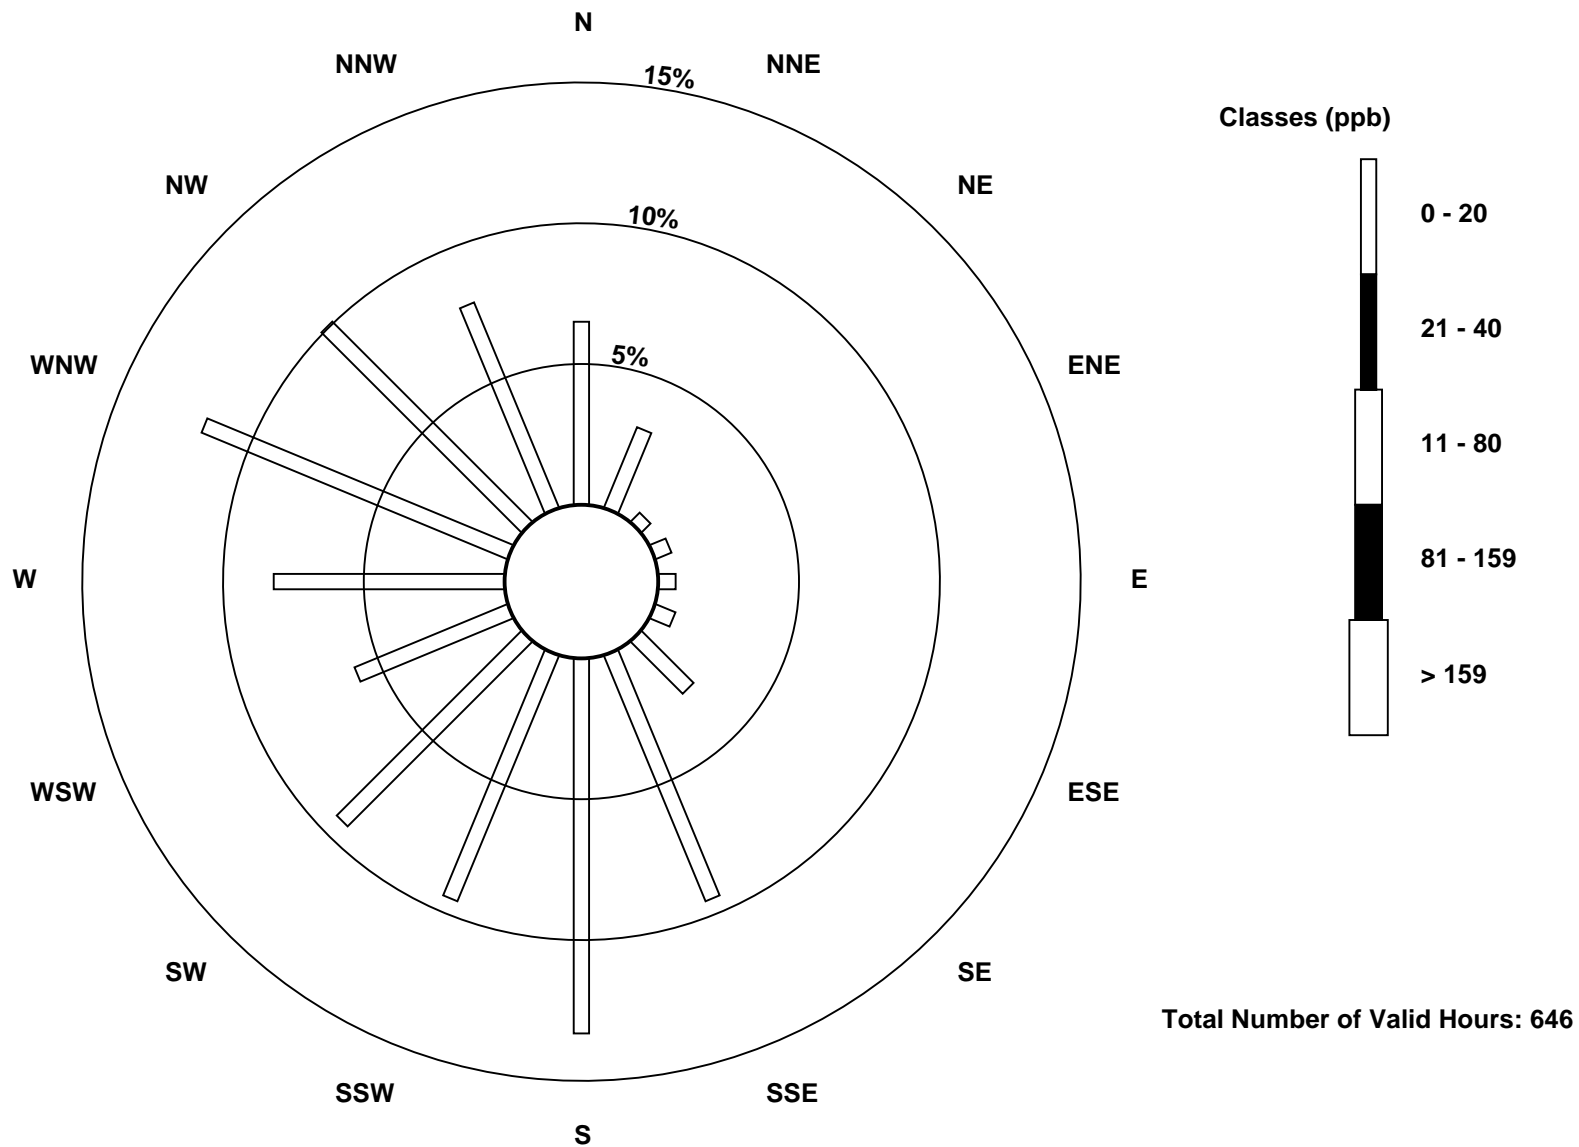 N
NNW
NNE
15%
Classes (ppb)
NW
NE
0 - 20
10%
21 - 40
5%
WNW
ENE
11 - 80
81 - 159
W
E
> 159
WSW
ESE
SW
SE
Total Number of Valid Hours: 646
SSW
SSE
S